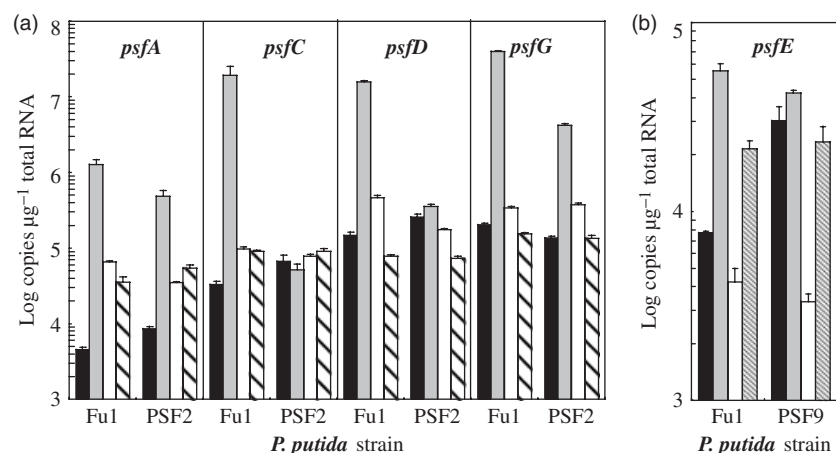 (a)
psfA psfC psfD psfG
8
7
6
5
4
3
Log copies µg⁻¹ total RNA
Fu1 PSF2 Fu1 PSF2 Fu1 PSF2 Fu1 PSF2
P. putida strain
(b)
psfE
5
4
3
Log copies µg⁻¹ total RNA
Fu1 PSF9
P. putida strain